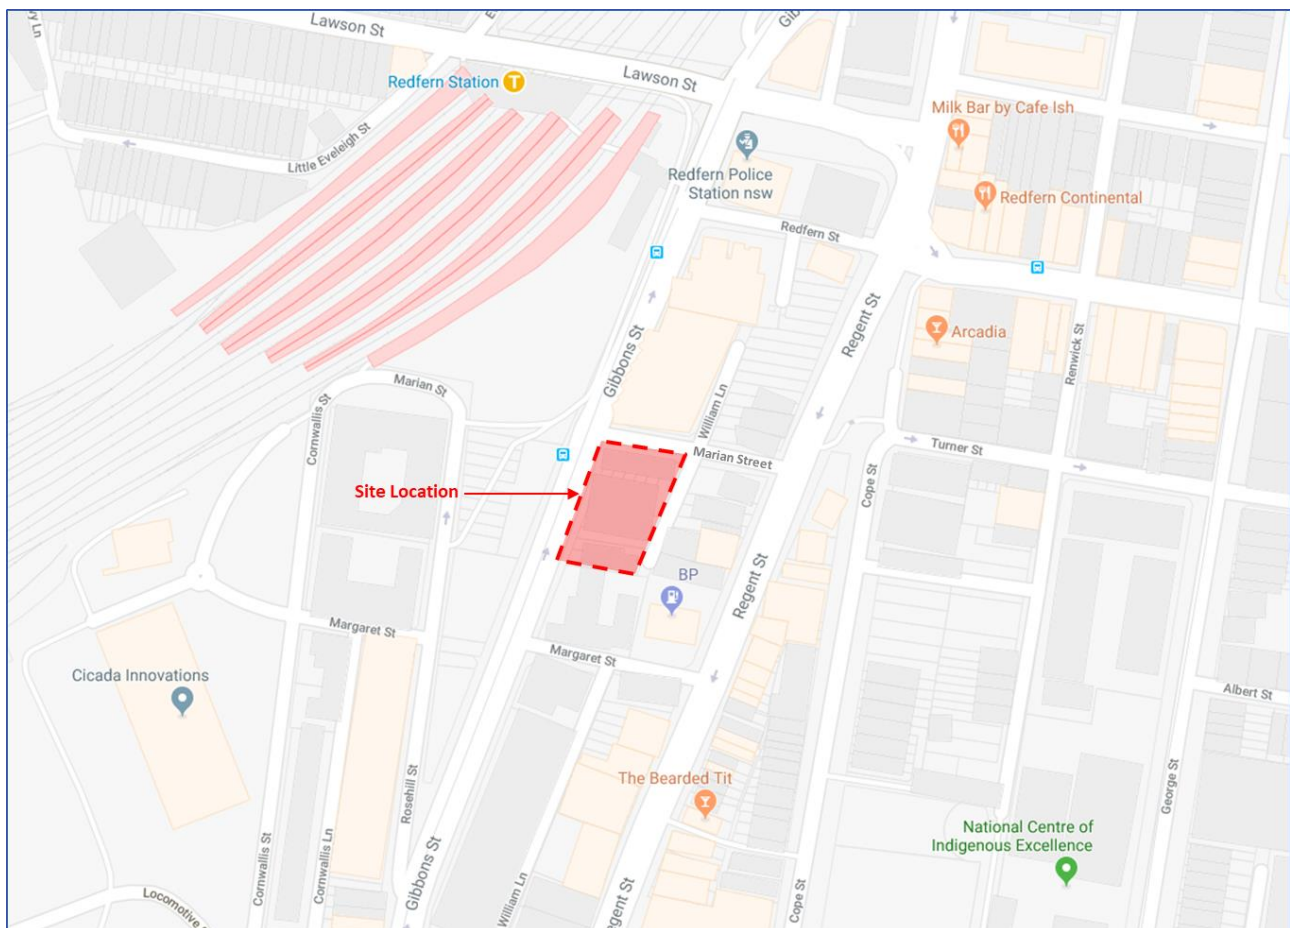 Lawson St
Redfern Station
T
Lawson St
Milk Bar by Cafe Ish
Little Eveleigh St
Redfern Police
Station nsw
Redfern Continental
Redfern St
Gibbons St
Regent St
Arcadia
Renwick St
Marian St
William Ln
Cornwallis St
Marian Street
Turner St
Site Location
Cope St
BP
Regent St
Margaret St
Margaret St
Cicada Innovations
Albert St
Rosehill St
The Bearded Tit
George St
National Centre of
Indigenous Excellence
Gibbons St
Cornwallis St
Cornwallis Ln
William Ln
Regent St
Cope St
Locomotive